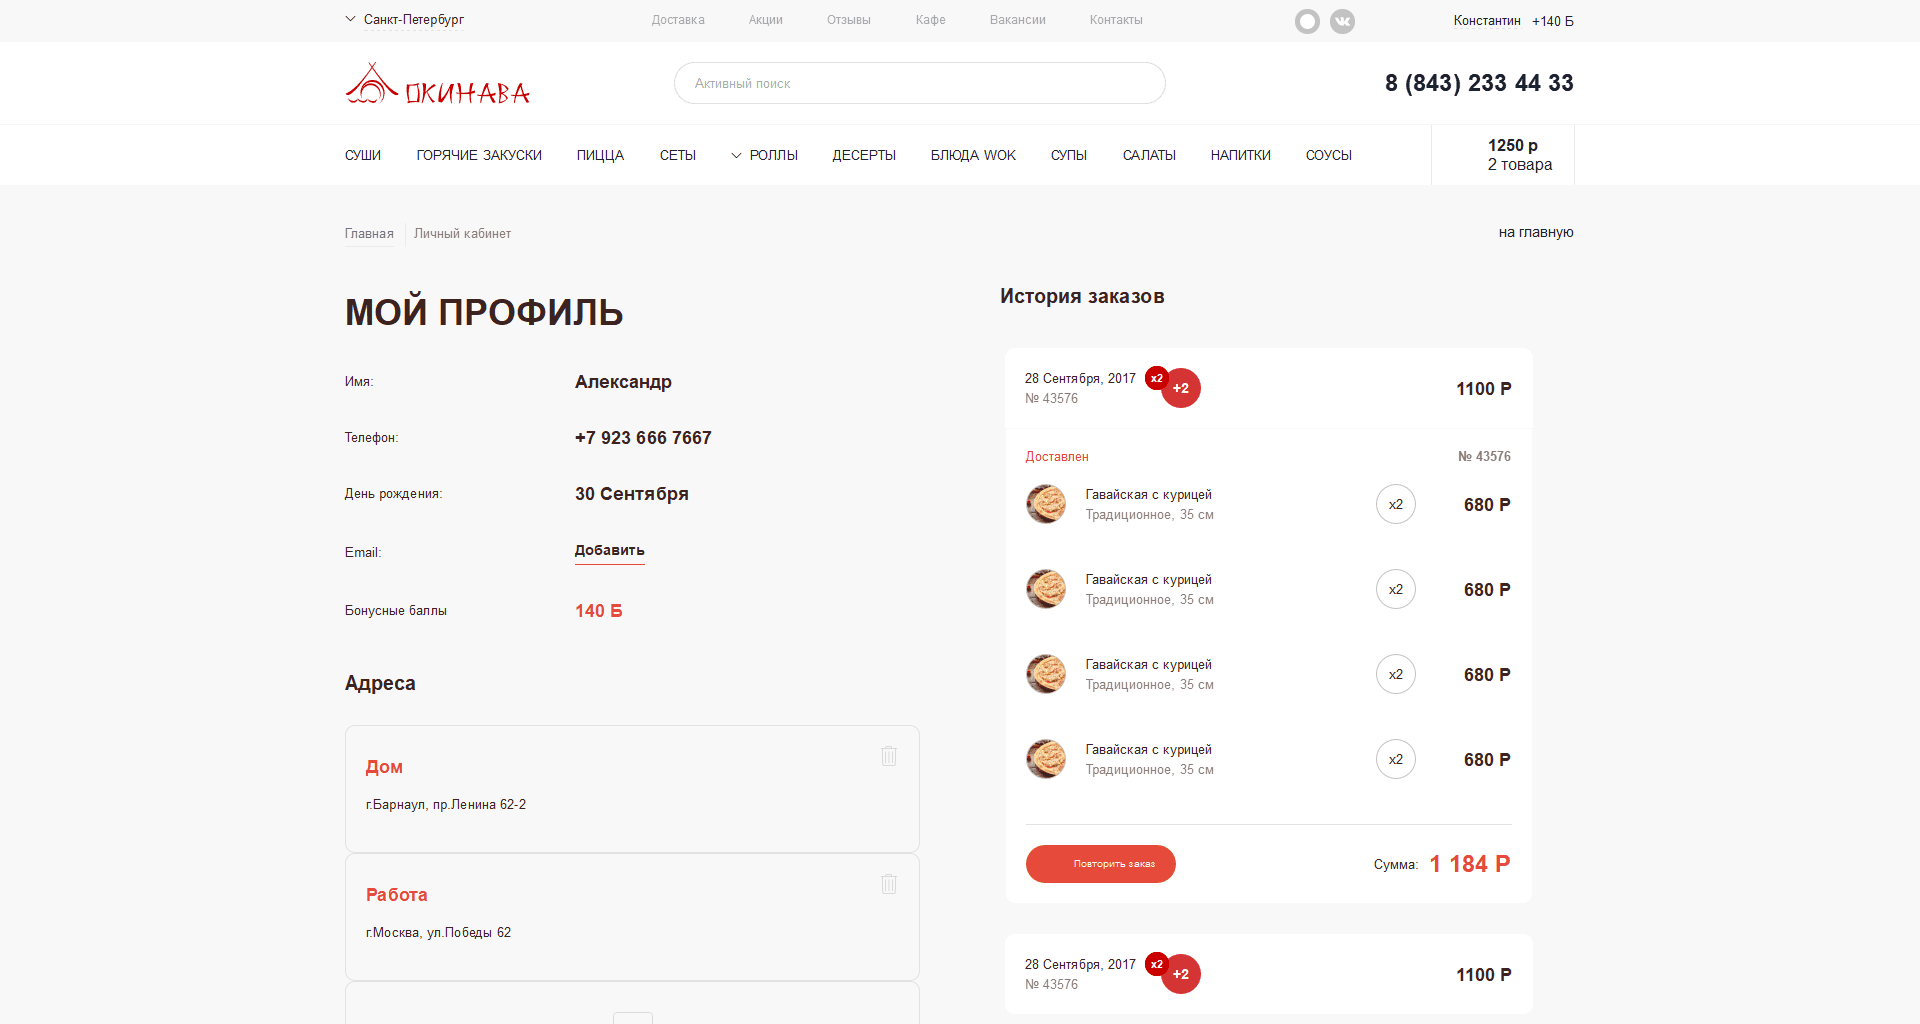 Санкт-Петербург
Доставка
Акции
Отзывы
Кафе
Вакансии
Контакты
Константин
+140 Б
ОКИНАВА
Активный поиск
8 (843) 233 44 33
СУШИ
ГОРЯЧИЕ ЗАКУСКИ
ПИЦЦА
СЕТЫ
РОЛЛЫ
ДЕСЕРТЫ
БЛЮДА WOK
СУПЫ
САЛАТЫ
НАПИТКИ
СОУСЫ
1250 р
2 товара
Главная
Личный кабинет
на главную
МОЙ ПРОФИЛЬ
Имя:
Александр
Телефон:
+7 923 666 7667
День рождения:
30 Сентября
Email:
Добавить
Бонусные баллы
140 Б
Адреса
Дом
г.Барнаул, пр.Ленина 62-2
Работа
г.Москва, ул.Победы 62
История заказов
28 Сентября, 2017
№ 43576
x2
+2
1100 Р
Доставлен
№ 43576
Гавайская с курицей
Традиционное, 35 см
x2
680 Р
Гавайская с курицей
Традиционное, 35 см
x2
680 Р
Гавайская с курицей
Традиционное, 35 см
x2
680 Р
Гавайская с курицей
Традиционное, 35 см
x2
680 Р
Повторить заказ
Сумма:
1 184 Р
28 Сентября, 2017
№ 43576
x2
+2
1100 Р